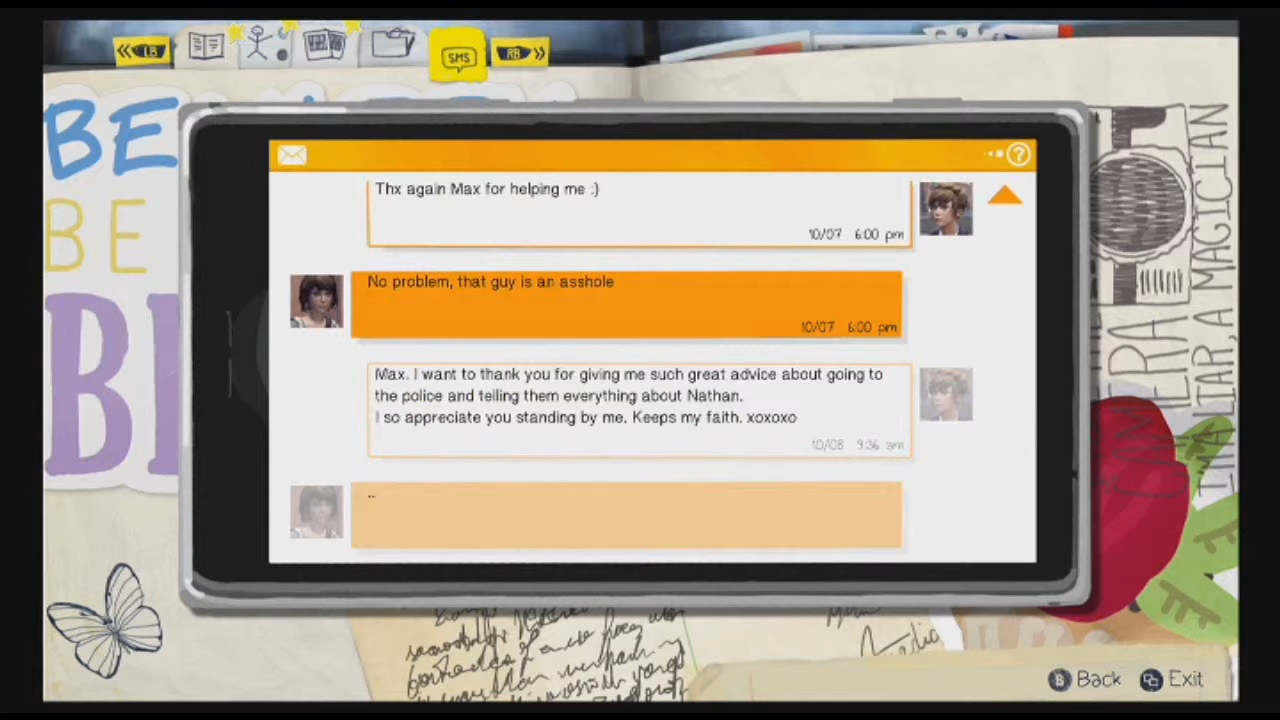 LB
SMS
RB
BE
BE
?
Thx again Max for helping me :)
10/07 6:00 pm
No problem, that guy is an asshole
10/07 6:00 pm
Max. I want to thank you for giving me such great advice about going to
the police and telling them everything about Nathan.
I so appreciate you standing by me. Keeps my faith. xoxoxo
10/08 9:36 am
..
CAMERA
LIAR, A MAGICIAN
B Back
Exit